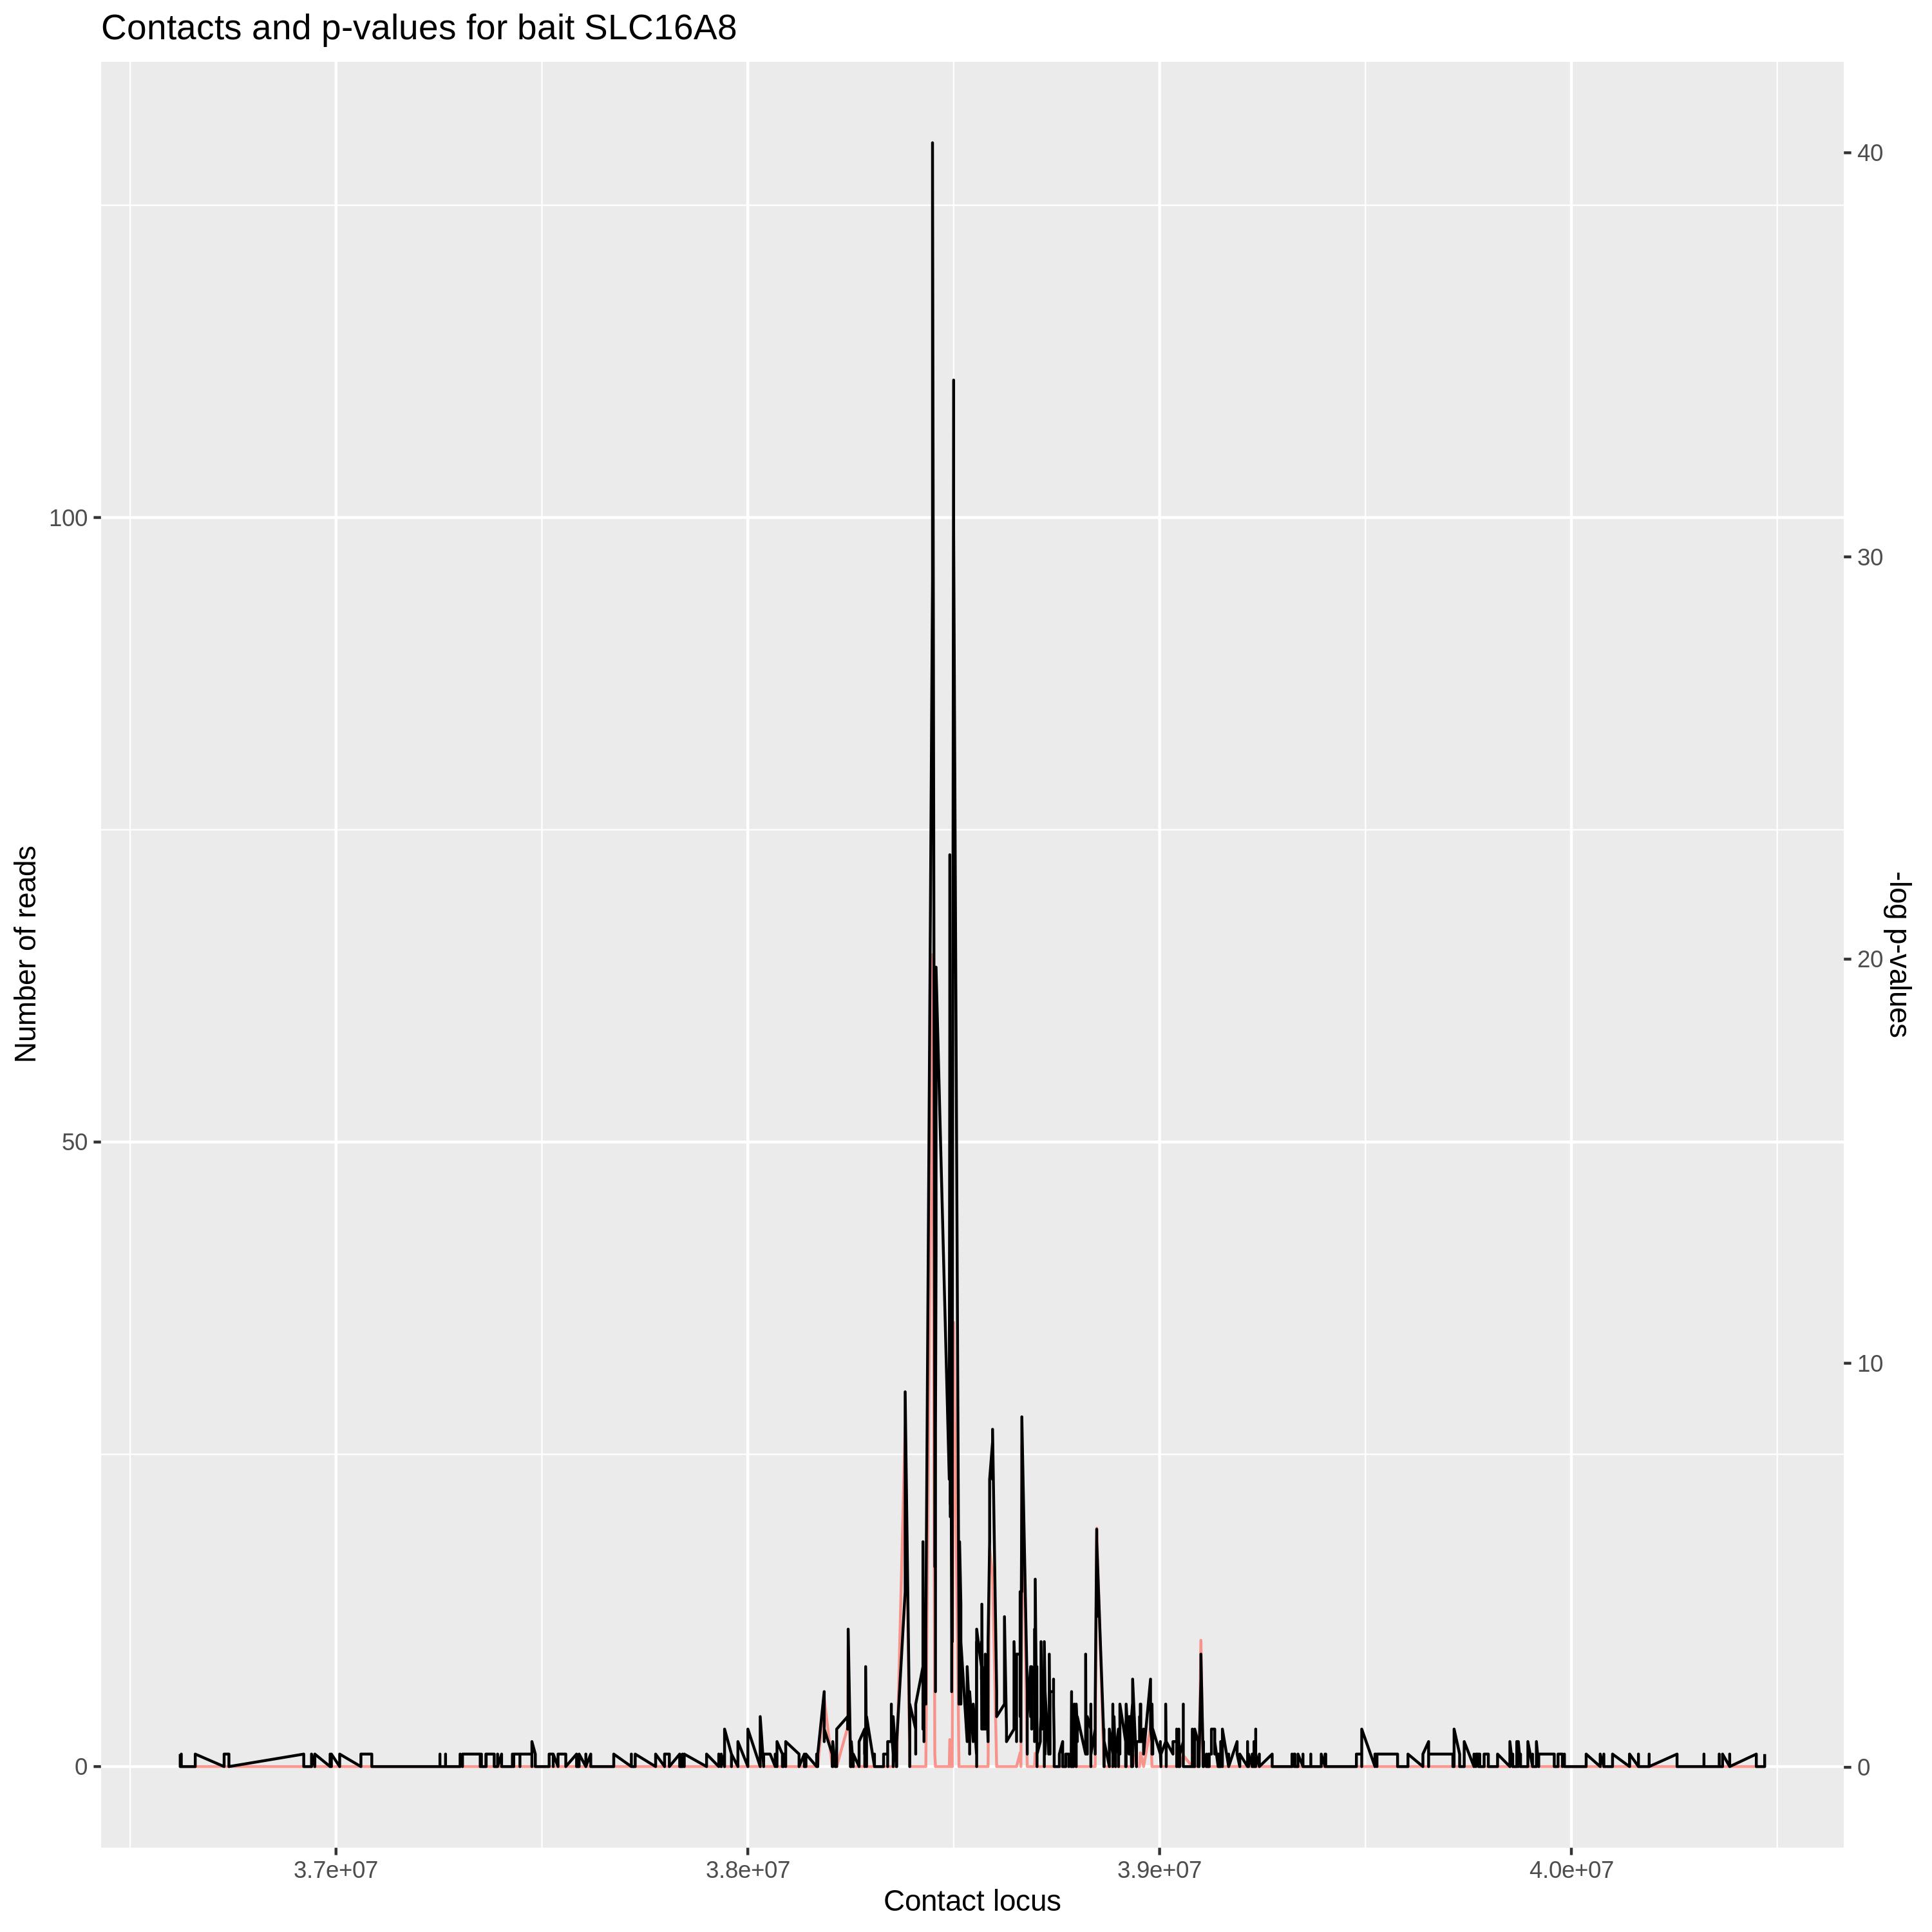 Contacts and p-values for bait SLC16A8
Number of reads
100
50
0
40
30
20
10
0
-log p-values
3.7e+07 3.8e+07 3.9e+07 4.0e+07
Contact locus